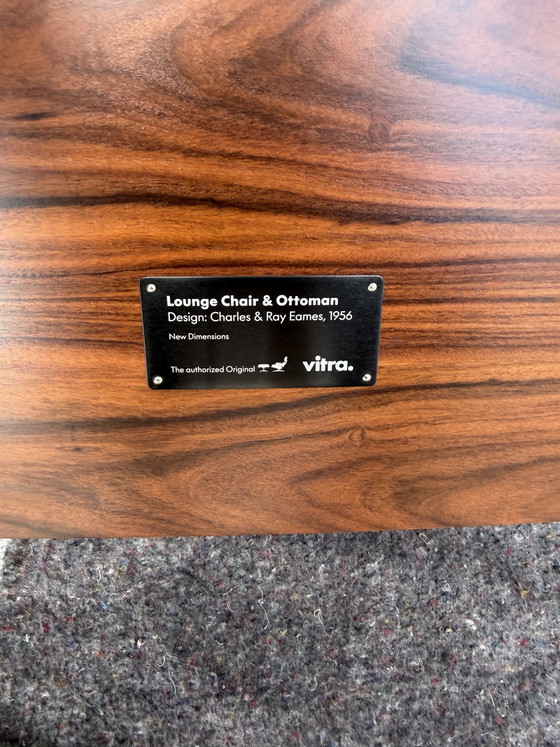 Lounge Chair & Ottoman
Design: Charles & Ray Eames, 1956
New Dimensions
The authorized Original vitra.